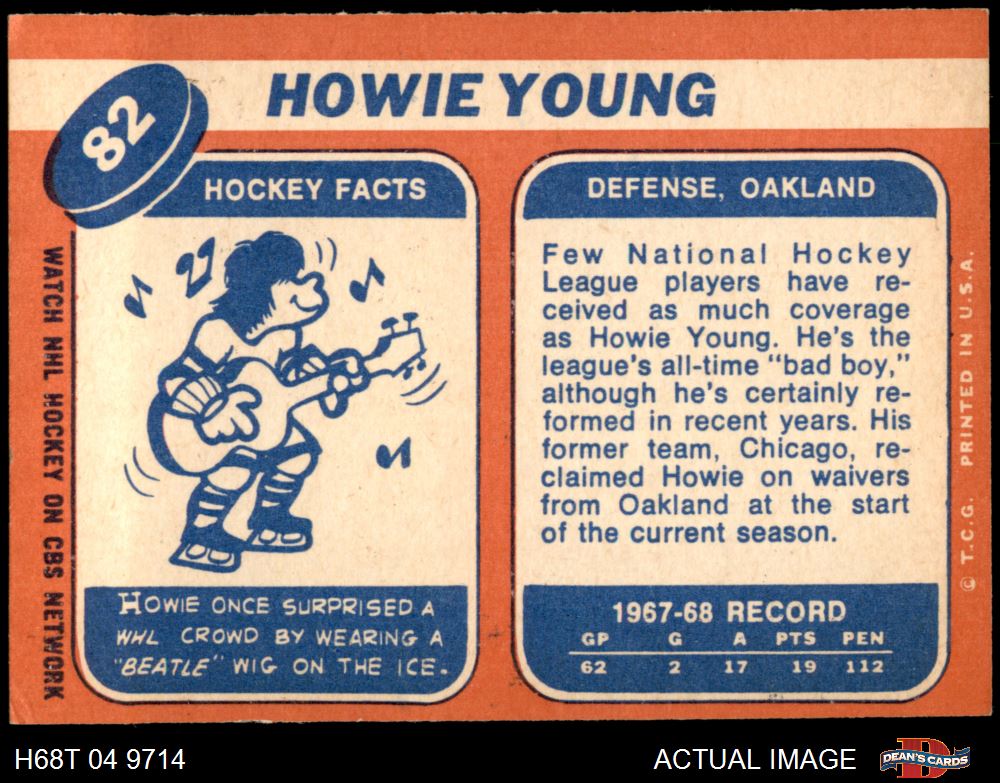 82
HOWIE YOUNG
HOCKEY FACTS
HOWIE ONCE SURPRISED A
WHL CROWD BY WEARING A
"BEATLE" WIG ON THE ICE.
WATCH NHL HOCKEY ON CBS NETWORK
DEFENSE, OAKLAND
Few National Hockey
League players have re-
ceived as much coverage
as Howie Young. He's the
league's all-time "bad boy,"
although he's certainly re-
formed in recent years. His
former team, Chicago, re-
claimed Howie on waivers
from Oakland at the start
of the current season.
1967-68 RECORD
GP G A PTS PEN
62 2 17 19 112
© T.C.G. PRINTED IN U.S.A.
H68T 04 9714
ACTUAL IMAGE
DEAN'S CARDS